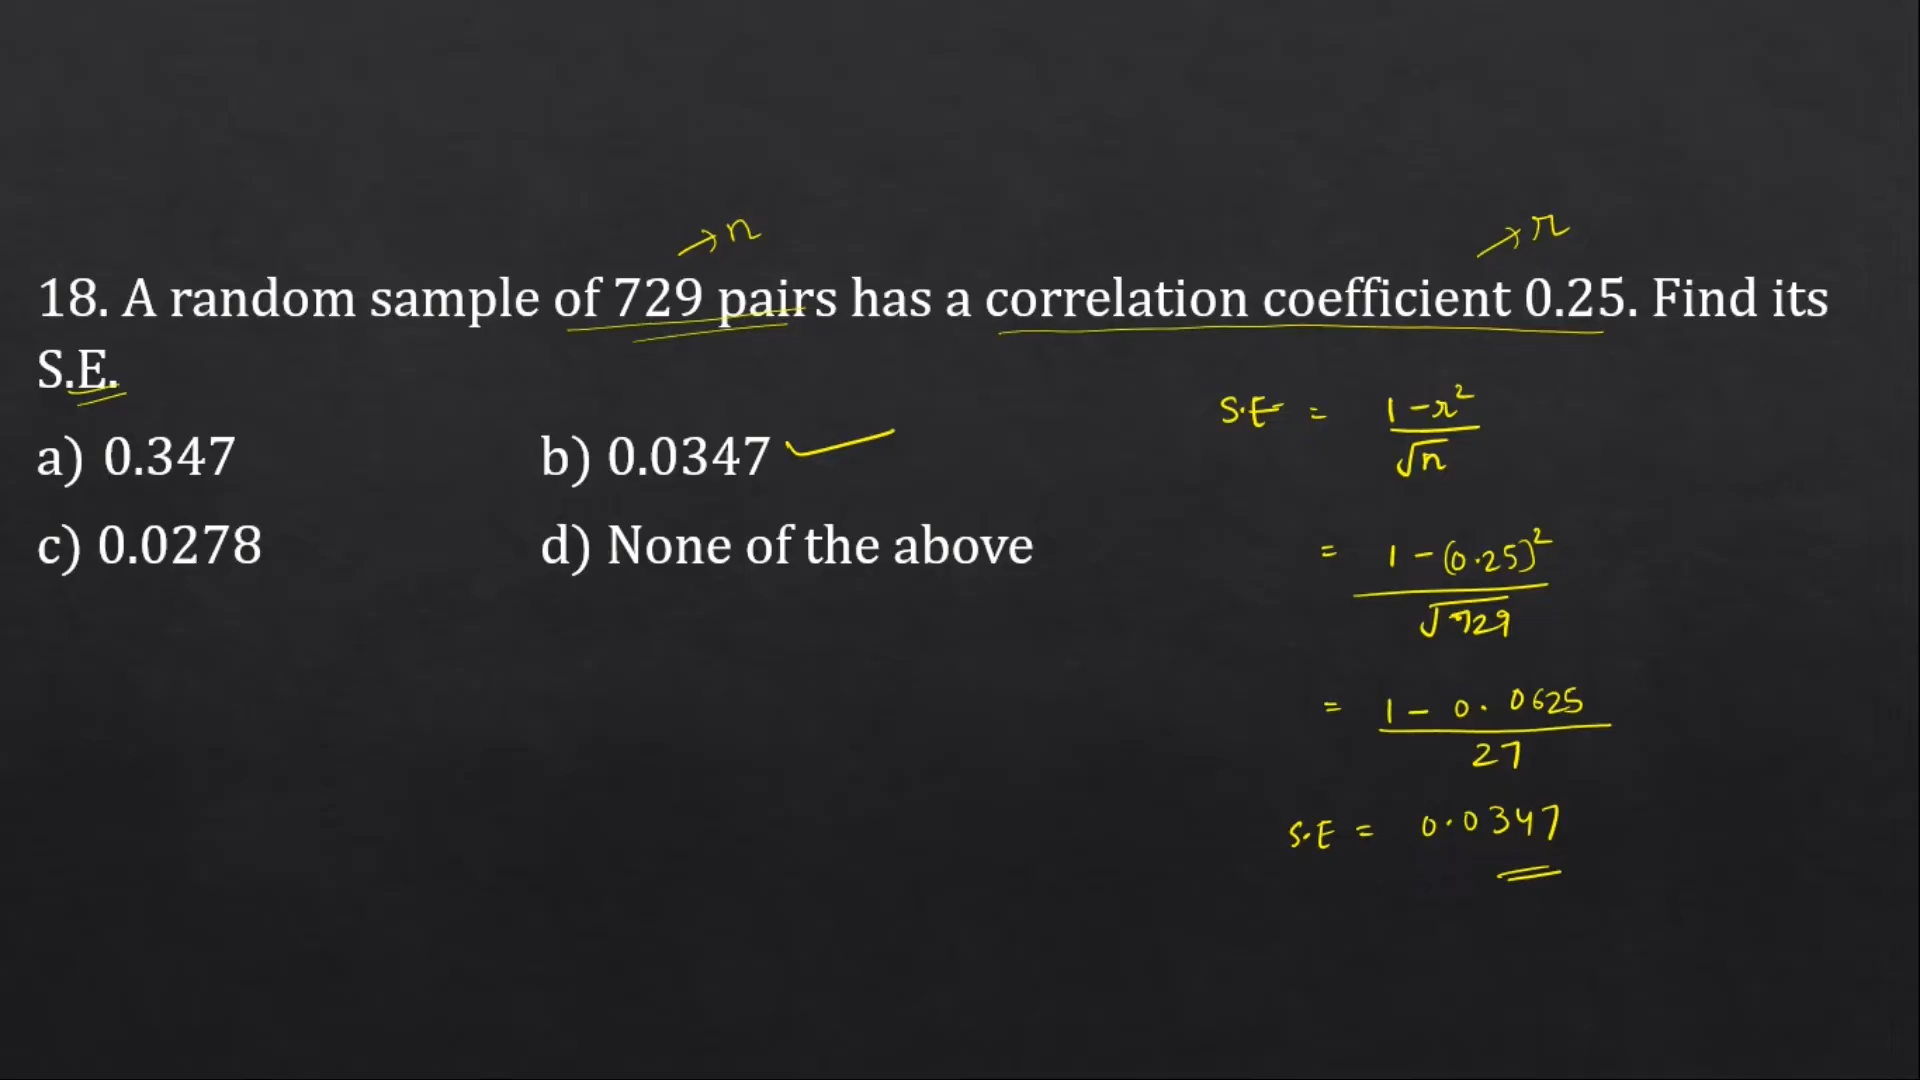 → n
→ r
18. A random sample of 729 pairs has a correlation coefficient 0.25. Find its
S.E.
a) 0.347 b) 0.0347 ✓
c) 0.0278 d) None of the above
S.E = 1 - r² / √n
= 1 - (0.25)² / √729
= 1 - 0.0625 / 27
S.E = 0.0347